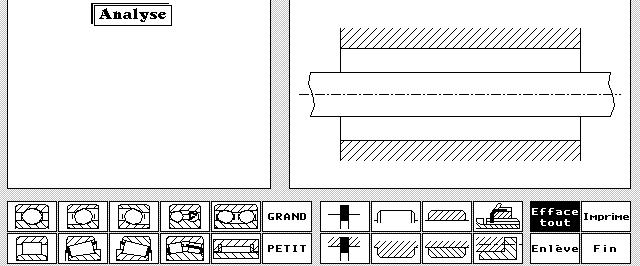 Analyse
GRAND
Efface
tout
Imprime
PETIT
Enlève
Fin